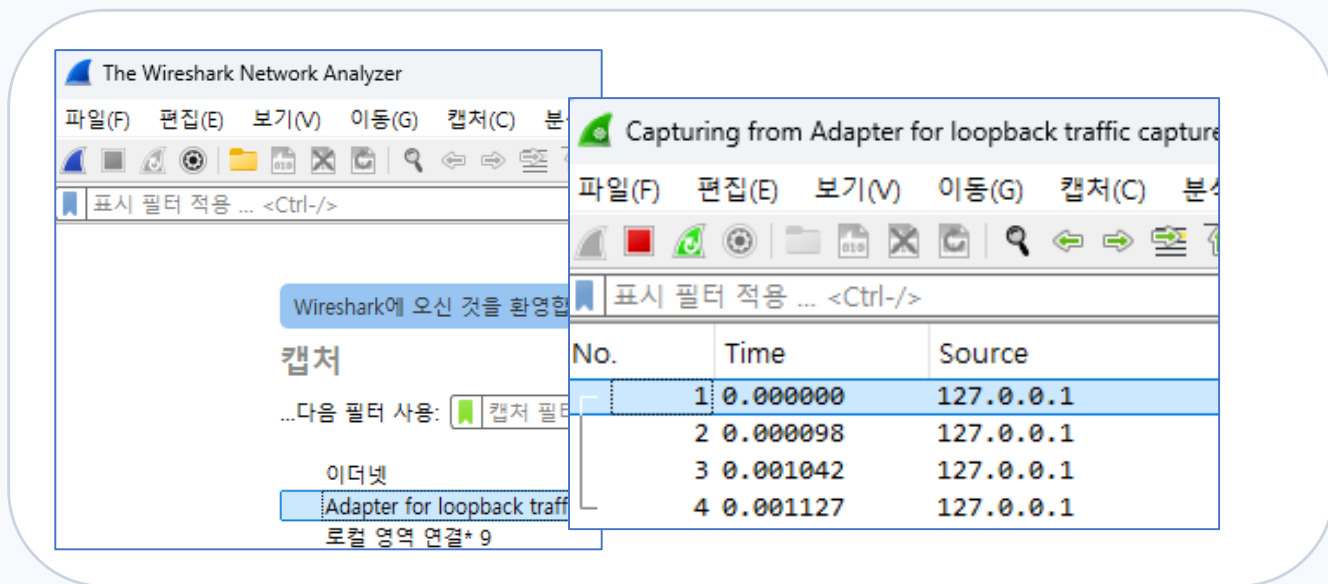 The Wireshark Network Analyzer
파일(F) 편집(E) 보기(V) 이동(G) 캡처(C)
표시 필터 적용 ... <Ctrl-/>
Wireshark에 오신 것을 환영합
캡처
...다음 필터 사용: 캡처
이더넷
Adapter for loopback
로컬 영역 연결* 9
Capturing from Adapter for loopback traffic capture
파일(F) 편집(E) 보기(V) 이동(G) 캡처(C)
표시 필터 적용 ... <Ctrl-/>
No. Time Source
1 0.000000 127.0.0.1
2 0.000098 127.0.0.1
3 0.001042 127.0.0.1
4 0.001127 127.0.0.1